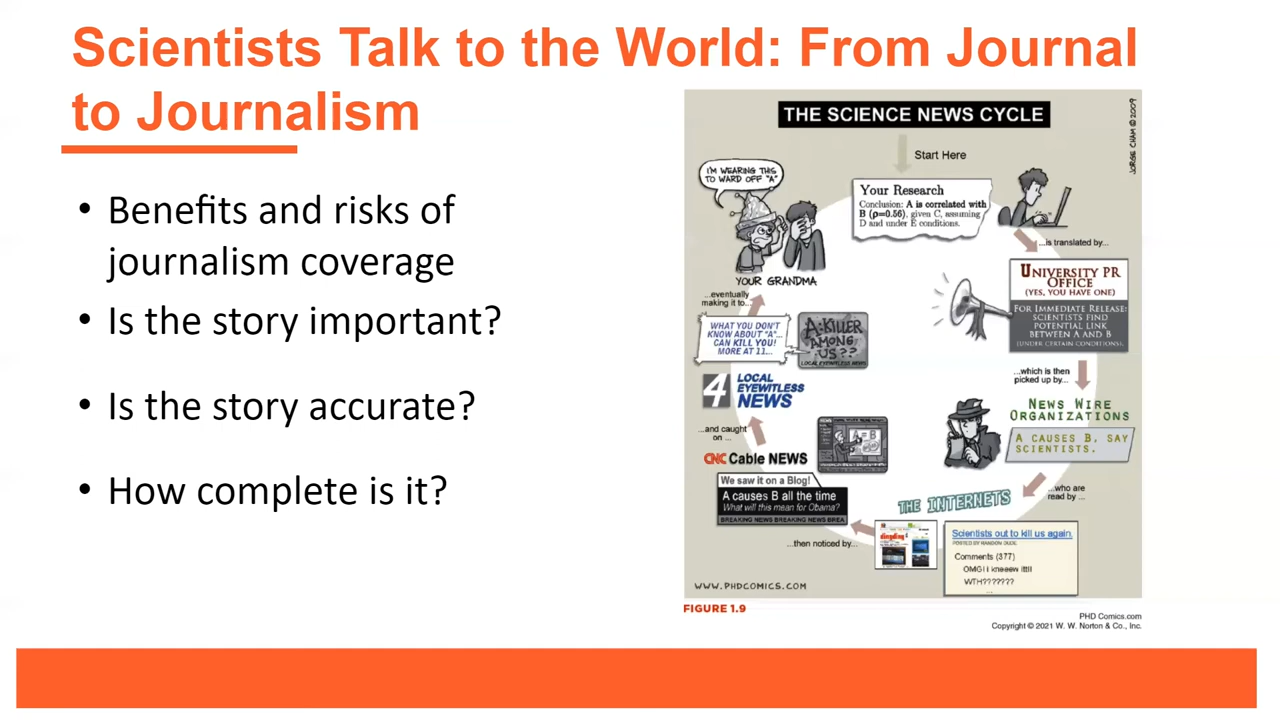 Scientists Talk to the World: From Journal
to Journalism
• Benefits and risks of
journalism coverage
• Is the story important?
• Is the story accurate?
• How complete is it?
THE SCIENCE NEWS CYCLE
JORGE CHAM © 2009
Start Here
Your Research
Conclusion: A is correlated with
B (ρ=0.56), given C, assuming
D and under E conditions.
...is translated by...
UNIVERSITY PR
OFFICE
(YES, YOU HAVE ONE)
FOR IMMEDIATE RELEASE:
SCIENTISTS FIND
POTENTIAL LINK
BETWEEN A AND B
(UNDER CERTAIN CONDITIONS).
...which is then
picked up by...
NEWS WIRE
ORGANIZATIONS
A CAUSES B, SAY
SCIENTISTS.
...who are
read by ...
THE INTERNETS
Scientists out to kill us again.
POSTED BY RANDOM DUDE
Comments (377)
OMG! i kneeew it!!!
WTH???????
...then noticed by...
We saw it on a Blog!
A causes B all the time
What will this mean for Obama?
BREAKING NEWS BREAKING NEWS BREA
CNC Cable NEWS
A = B
...and caught
on ...
4 LOCAL
EYEWITLESS
NEWS
WHAT YOU DON'T
KNOW ABOUT "A"...
CAN KILL YOU!
MORE AT 11...
A: KILLER
AMONG
US??
LOCAL EYEWITLESS NEWS
...eventually
making it to...
YOUR GRANDMA
I'M WEARING THIS
TO WARD OFF "A"
WWW.PHDCOMICS.COM
FIGURE 1.9
PHD Comics.com
Copyright © 2021 W. W. Norton & Co., Inc.